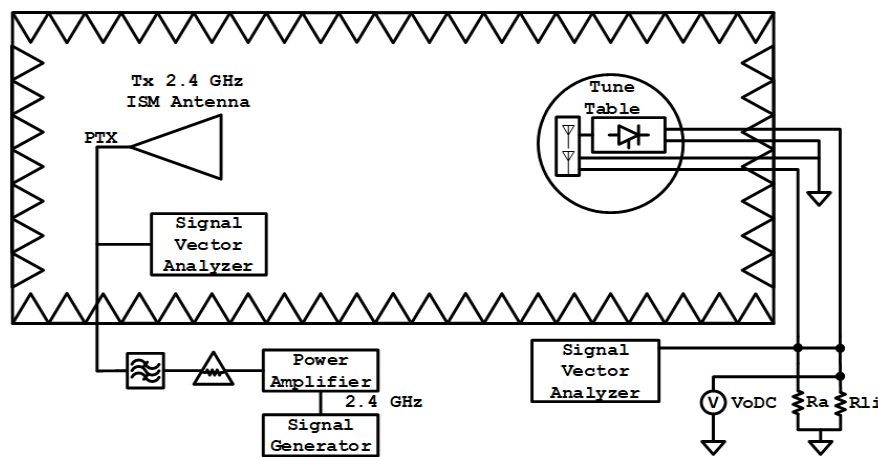 Tx 2.4 GHz
ISM Antenna
PTX
Tune
Table
Signal
Vector
Analyzer
Power
Amplifier
2.4 GHz
Signal
Generator
Signal
Vector
Analyzer
V
VoDC
Ra
Rli